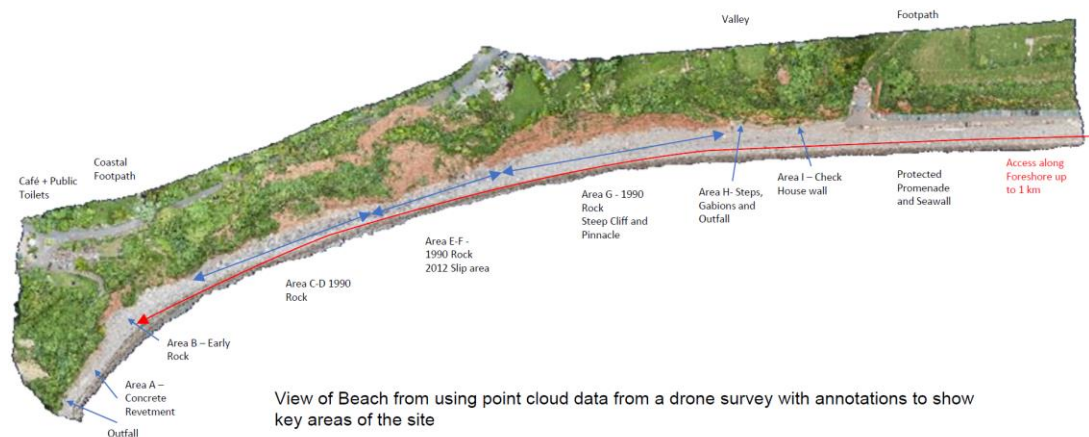 Valley
Footpath
Coastal
Footpath
Café + Public
Toilets
Access along
Foreshore up
to 1 km
Protected
Promenade
and Seawall
Area I – Check
House wall
Area H- Steps,
Gabions and
Outfall
Area G - 1990
Rock
Steep Cliff and
Pinnacle
Area E-F -
1990 Rock
2012 Slip area
Area C-D 1990
Rock
Area B – Early
Rock
Area A –
Concrete
Revetment
Outfall
View of Beach from using point cloud data from a drone survey with annotations to show
key areas of the site